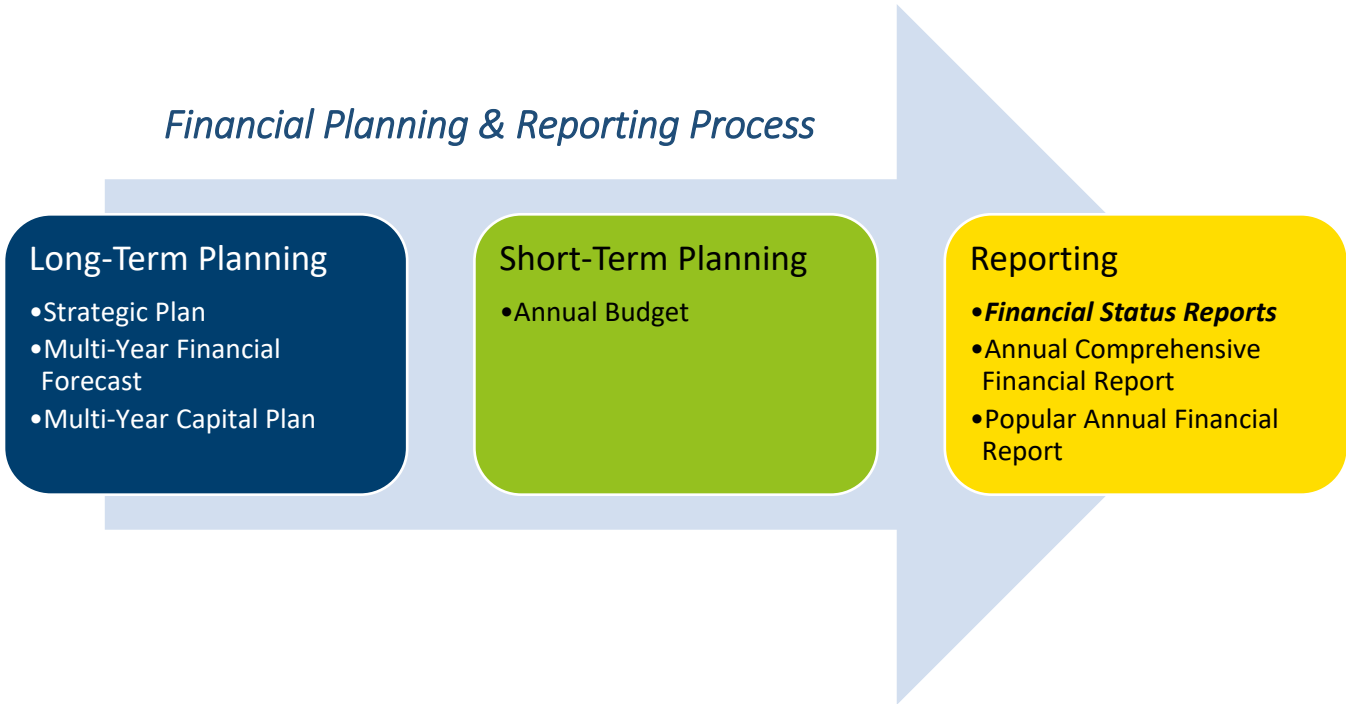 Financial Planning & Reporting Process
Long-Term Planning
•Strategic Plan
•Multi-Year Financial
Forecast
•Multi-Year Capital Plan
Short-Term Planning
•Annual Budget
Reporting
•Financial Status Reports
•Annual Comprehensive
Financial Report
•Popular Annual Financial
Report